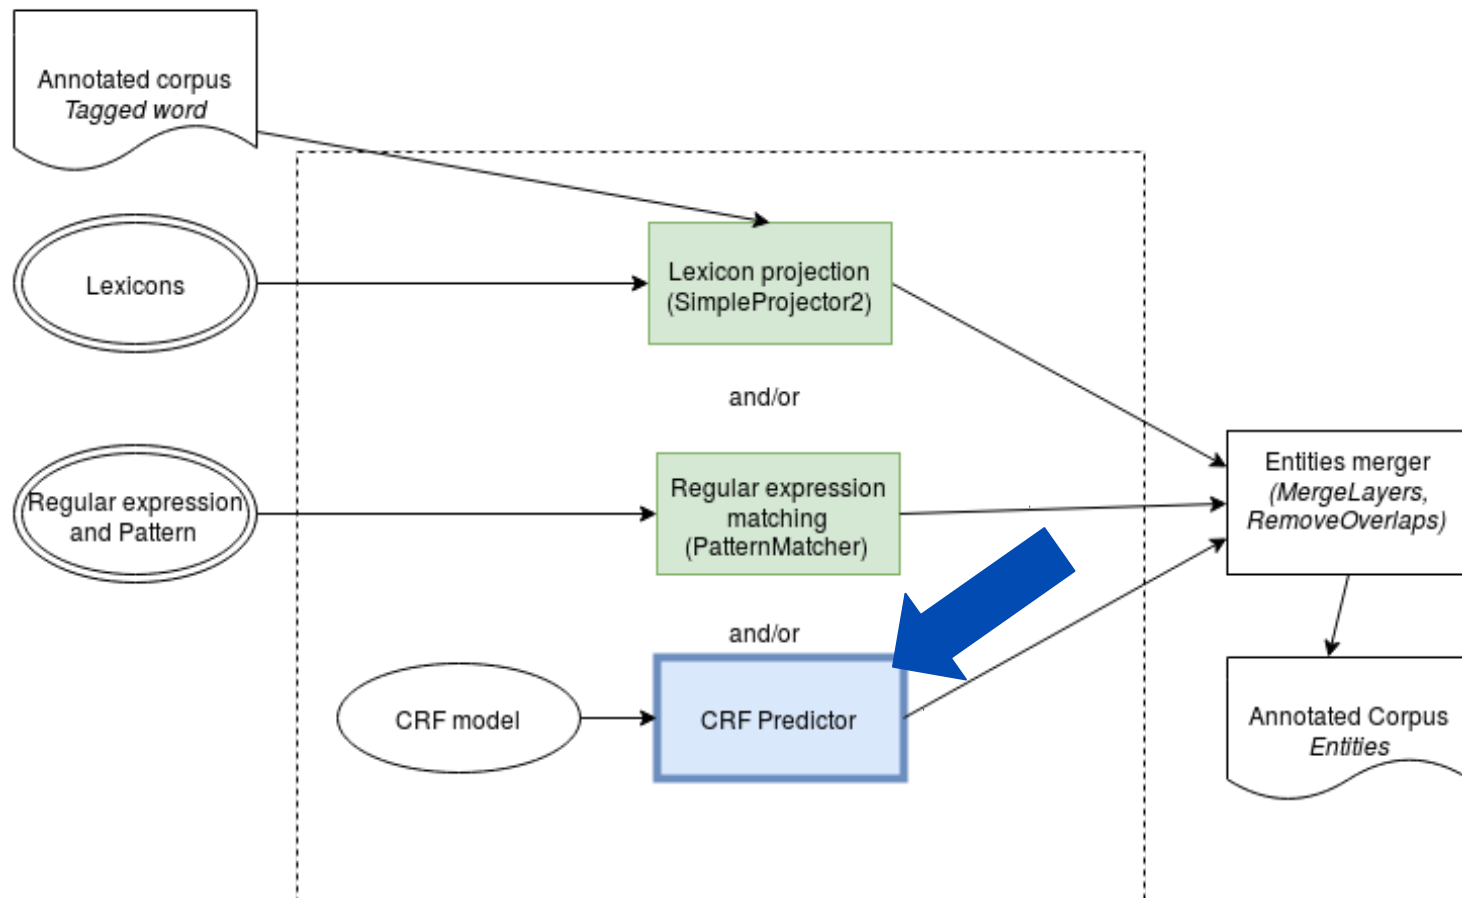 Annotated corpus
Tagged word
Lexicons
Lexicon projection
(SimpleProjector2)
and/or
Regular expression
and Pattern
Regular expression
matching
(PatternMatcher)
Entities merger
(MergeLayers,
RemoveOverlaps)
and/or
CRF model
CRF Predictor
Annotated Corpus
Entities